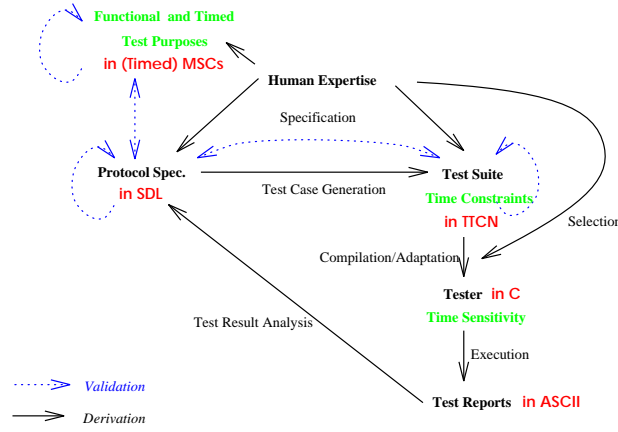 Functional and Timed
Test Purposes
in (Timed) MSCs
Human Expertise
Specification
Protocol Spec.
in SDL
Test Case Generation
Test Suite
Time Constraints
in TTCN
Selection
Compilation/Adaptation
Tester in C
Time Sensitivity
Test Result Analysis
Execution
Validation
Test Reports in ASCII
Derivation